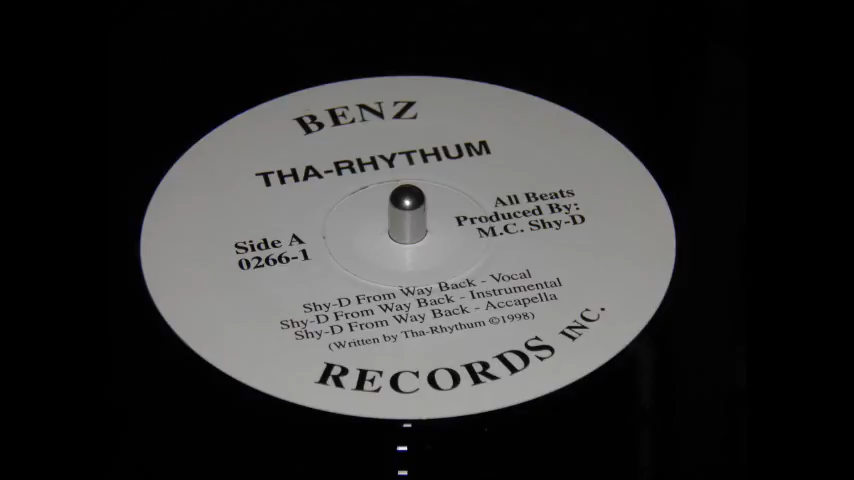 BENZ
THA-RHYTHUM
Side A
0266-1
All Beats
Produced By:
M.C. Shy-D
Shy-D From Way Back - Vocal
Shy-D From Way Back - Instrumental
Shy-D From Way Back - Accapella
(Written by Tha-Rhythum ©1998)
RECORDS INC.